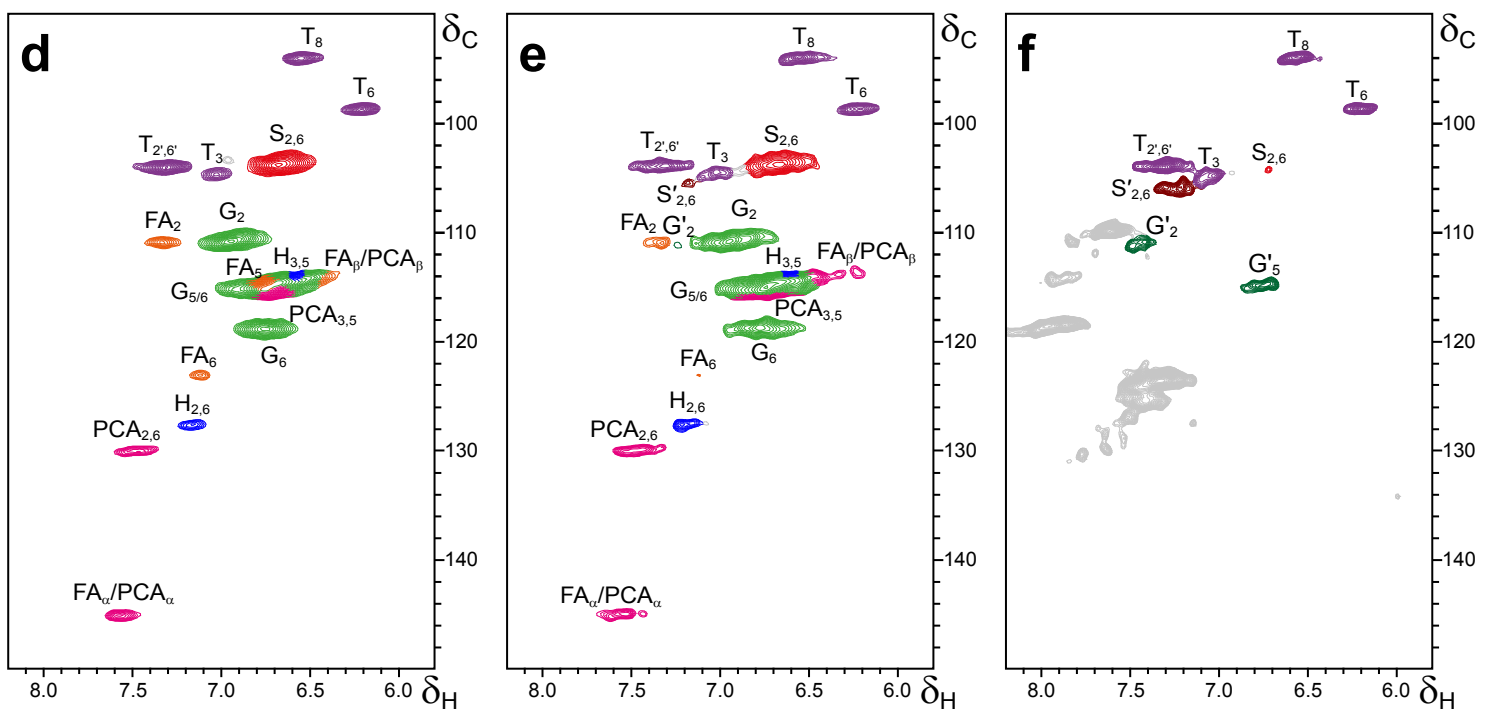 d
T8
δC
T6
100
T2',6'
T3
S2,6
FA2
G2
110
FA5
H3,5
FAβ/PCAβ
G5/6
PCA3,5
120
G6
FA6
H2,6
PCA2,6
130
140
FAα/PCAα
8.0 7.5 7.0 6.5 6.0 δH
e
T8
δC
T6
100
T2',6'
T3
S2,6
S'2,6
FA2
G'2
G2
110
H3,5
FAβ/PCAβ
G5/6
PCA3,5
120
G6
FA6
H2,6
PCA2,6
130
140
FAα/PCAα
8.0 7.5 7.0 6.5 6.0 δH
f
T8
δC
T6
100
T2',6'
T3
S2,6
S'2,6
110
G'2
G'5
120
130
140
8.0 7.5 7.0 6.5 6.0 δH